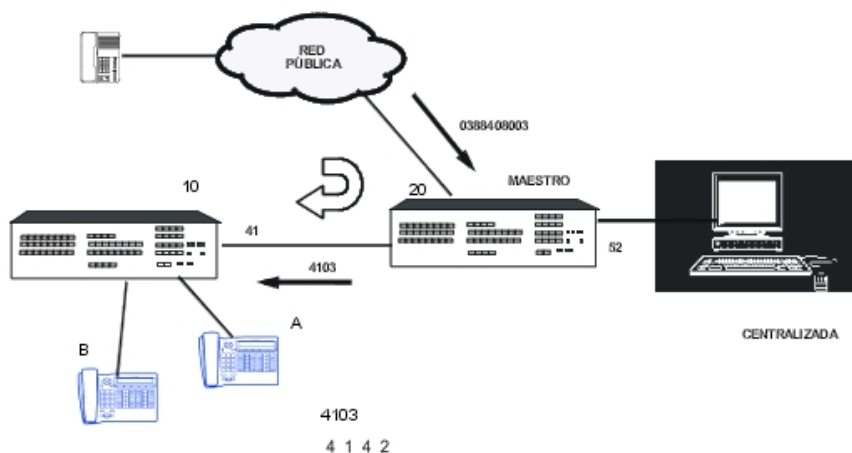 RED
PÚBLICA
0388408003
10
20
MAESTRO
41
52
4103
A
B
CENTRALIZADA
4103
4 1 4 2